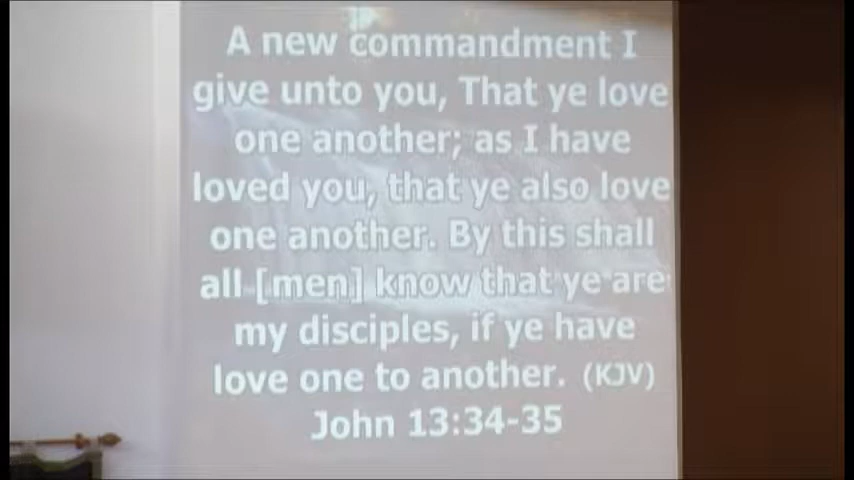 A new commandment I
give unto you, That ye love
one another; as I have
loved you, that ye also love
one another. By this shall
all [men] know that ye are
my disciples, if ye have
love one to another. (KJV)
John 13:34-35